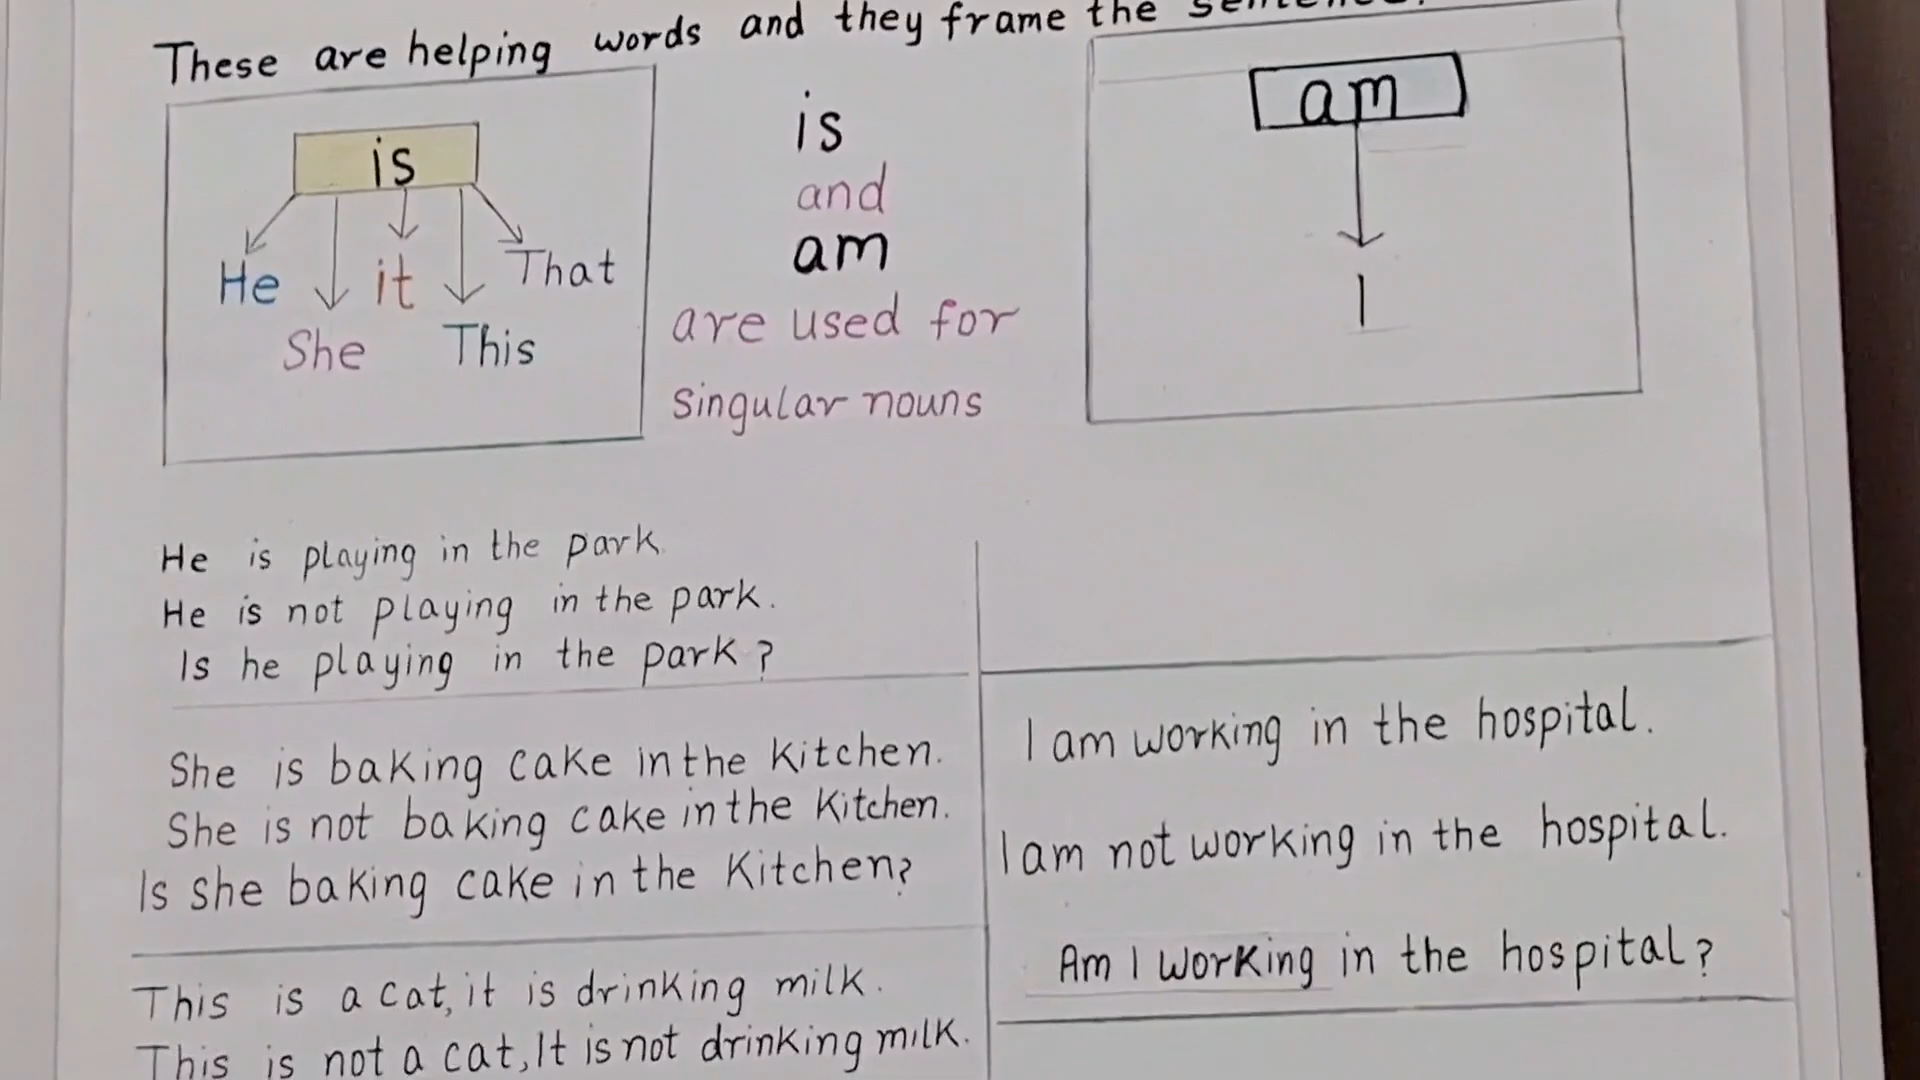 These are helping words and they frame the
is
He it That
She This
is
and
am
are used for
singular nouns
am
I
He is playing in the park
He is not playing in the park.
Is he playing in the park?
She is baking cake in the kitchen.
She is not baking cake in the kitchen.
Is she baking cake in the kitchen?
This is a cat, it is drinking milk.
This is not a cat, It is not drinking milk.
I am working in the hospital.
I am not working in the hospital.
Am I working in the hospital?